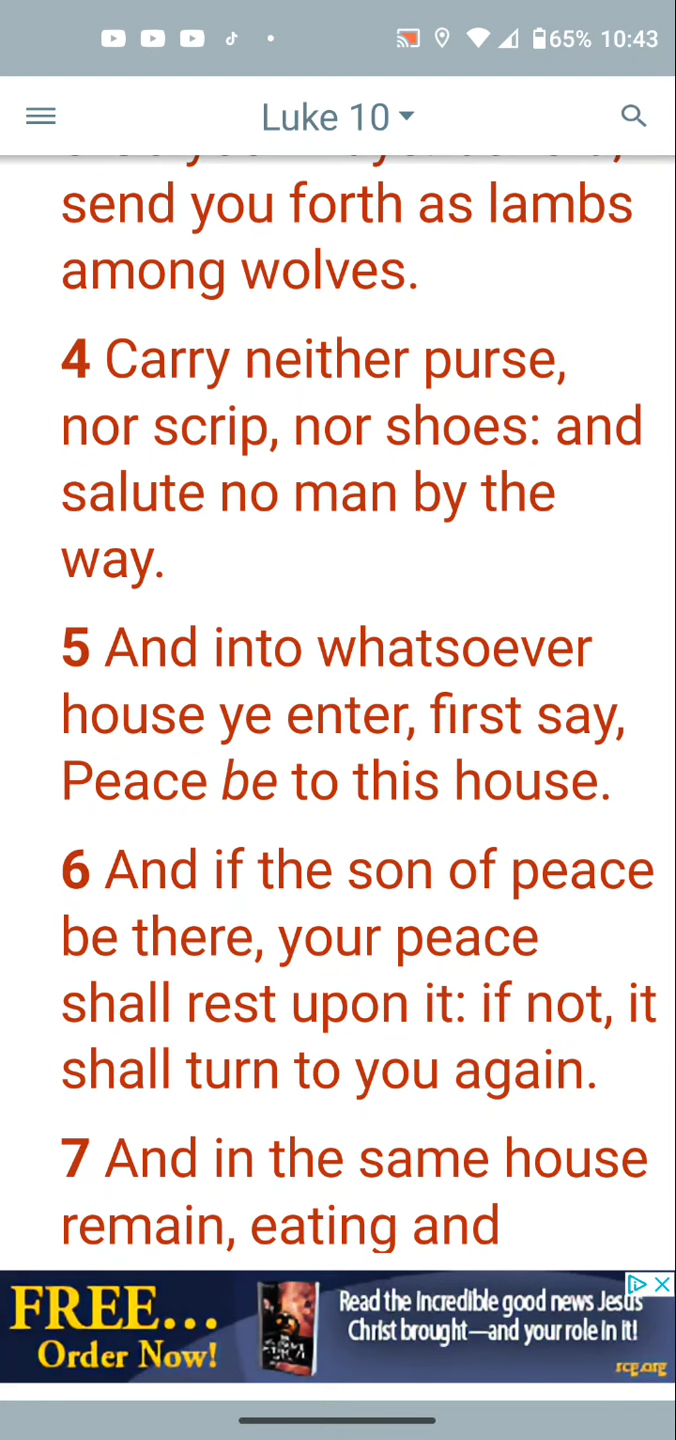 65% 10:43
Luke 10
send you forth as lambs
among wolves.
4 Carry neither purse,
nor scrip, nor shoes: and
salute no man by the
way.
5 And into whatsoever
house ye enter, first say,
Peace be to this house.
6 And if the son of peace
be there, your peace
shall rest upon it: if not, it
shall turn to you again.
7 And in the same house
remain, eating and
FREE...
Order Now!
Read the incredible good news Jesus
Christ brought—and your role in it!
rcg.org